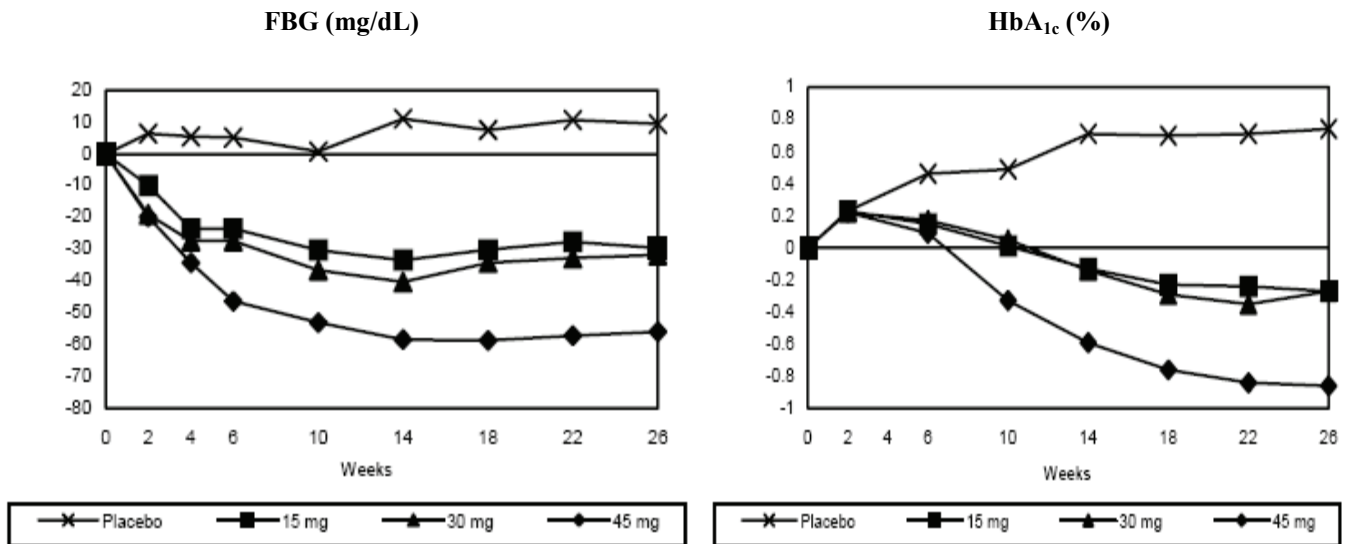 FBG (mg/dL)
20
10
0
-10
-20
-30
-40
-50
-60
-70
-80
0 2 4 6 10 14 18 22 26
Weeks
Placebo 15 mg 30 mg 45 mg
HbA1c (%)
1
0.8
0.6
0.4
0.2
0
-0.2
-0.4
-0.6
-0.8
-1
0 2 4 6 10 14 18 22 26
Weeks
Placebo 15 mg 30 mg 45 mg